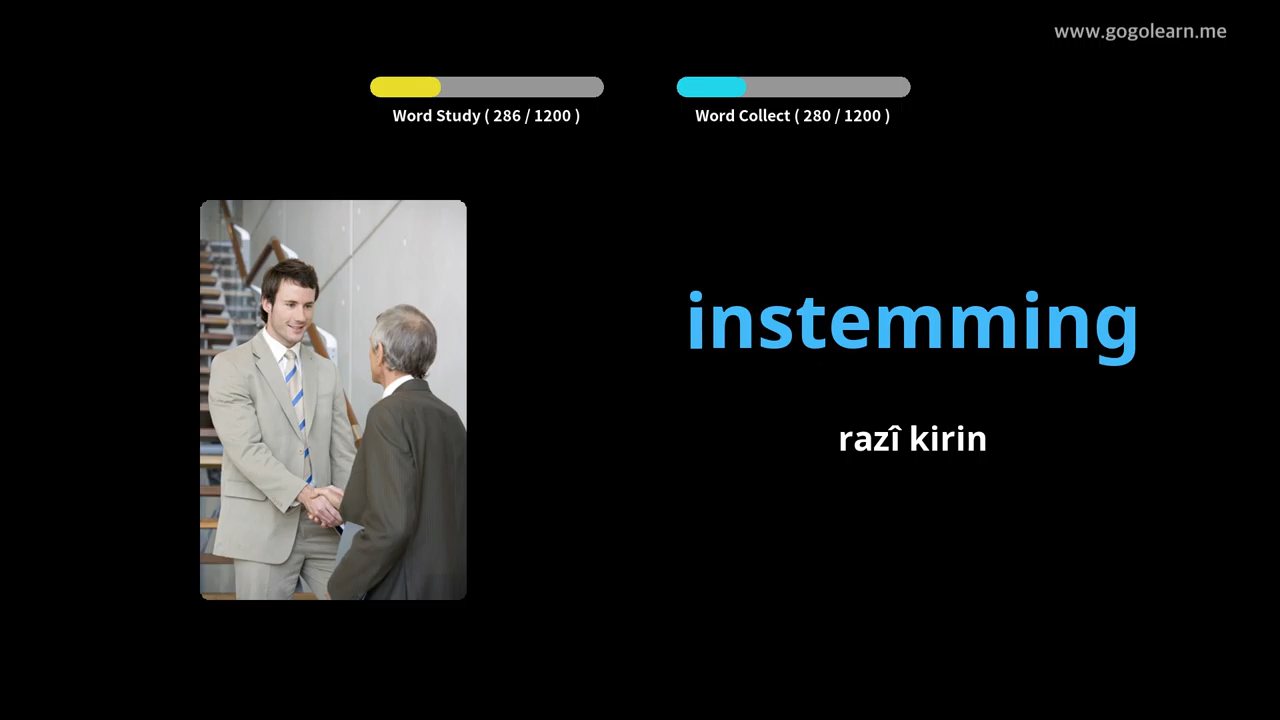 www.gogolearn.me
Word Study ( 286 / 1200 )
Word Collect ( 280 / 1200 )
instemming
razî kirin